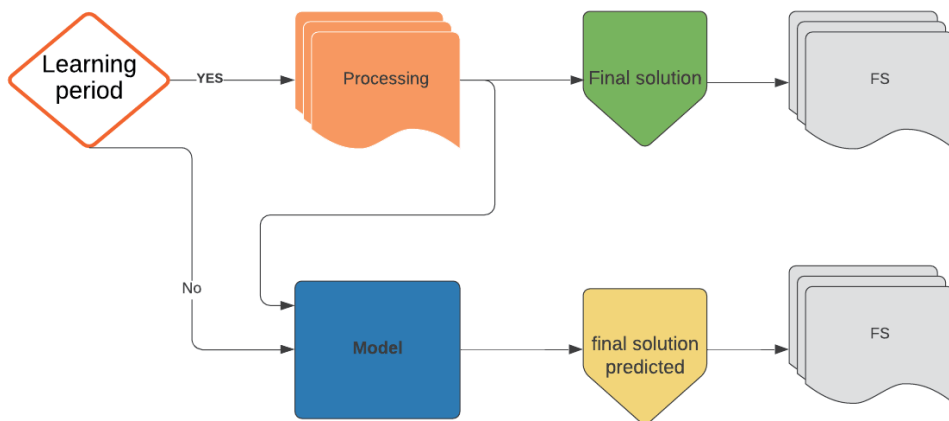 Learning
period
YES
Processing
Final solution
FS
No
Model
final solution
predicted
FS